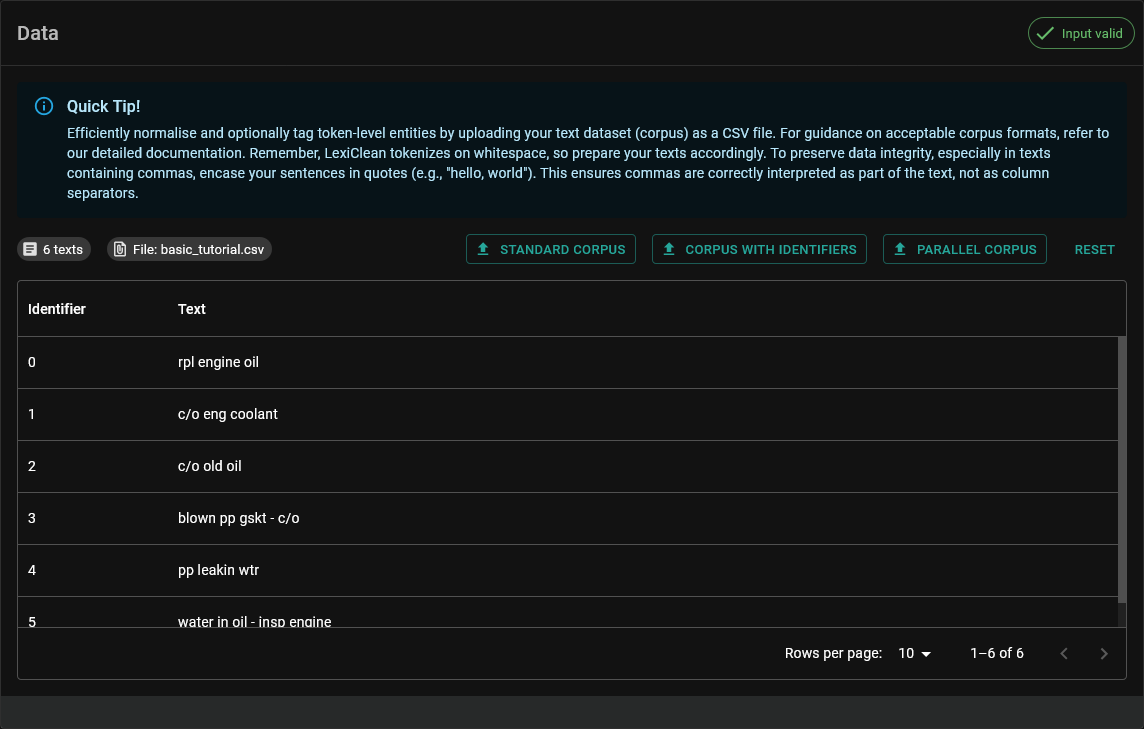 Data
Input valid
Quick Tip!
Efficiently normalise and optionally tag token-level entities by uploading your text dataset (corpus) as a CSV file. For guidance on acceptable corpus formats, refer to
our detailed documentation. Remember, LexiClean tokenizes on whitespace, so prepare your texts accordingly. To preserve data integrity, especially in texts
containing commas, encase your sentences in quotes (e.g., "hello, world"). This ensures commas are correctly interpreted as part of the text, not as column
separators.
6 texts File: basic_tutorial.csv STANDARD CORPUS CORPUS WITH IDENTIFIERS PARALLEL CORPUS RESET
Identifier Text
0 rpl engine oil
1 c/o eng coolant
2 c/o old oil
3 blown pp gskt - c/o
4 pp leakin wtr
5 water in oil - insp engine
Rows per page: 10 1–6 of 6